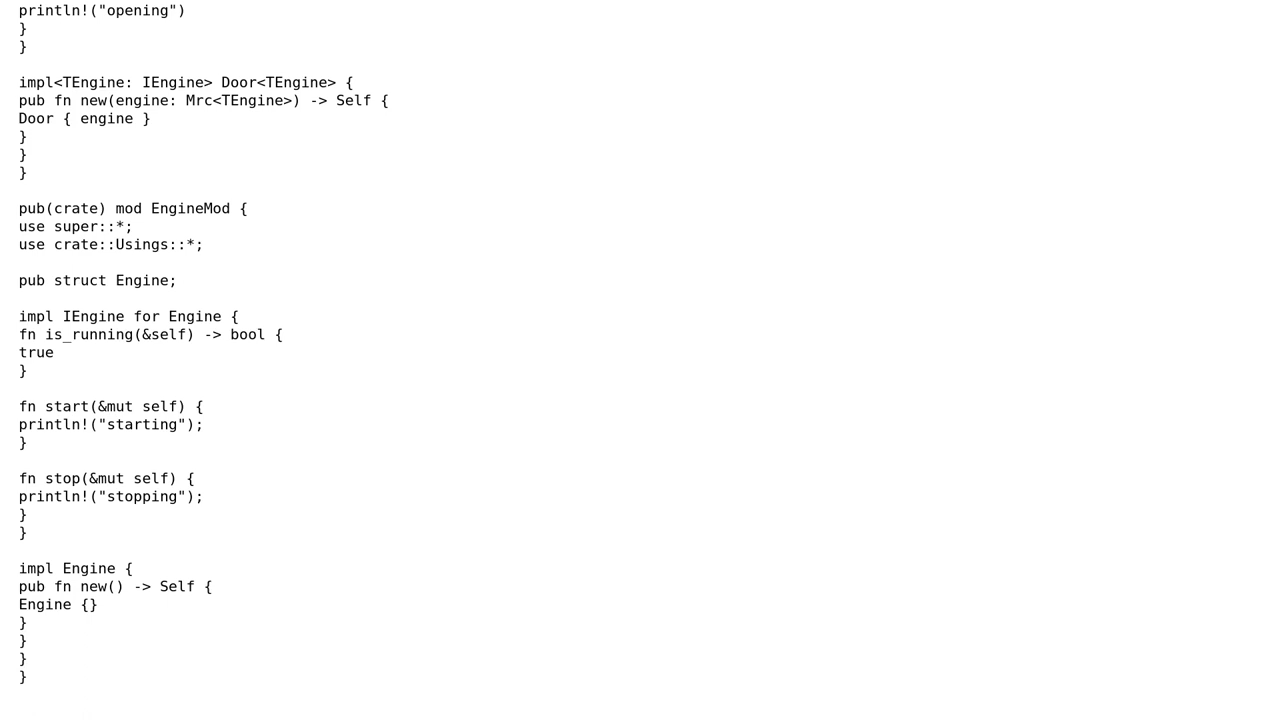 println!("opening")
}
}

impl<TEngine: IEngine> Door<TEngine> {
pub fn new(engine: Mrc<TEngine>) -> Self {
Door { engine }
}
}
}

pub(crate) mod EngineMod {
use super::*;
use crate::Usings::*;

pub struct Engine;

impl IEngine for Engine {
fn is_running(&self) -> bool {
true
}

fn start(&mut self) {
println!("starting");
}

fn stop(&mut self) {
println!("stopping");
}
}

impl Engine {
pub fn new() -> Self {
Engine {}
}
}
}
}